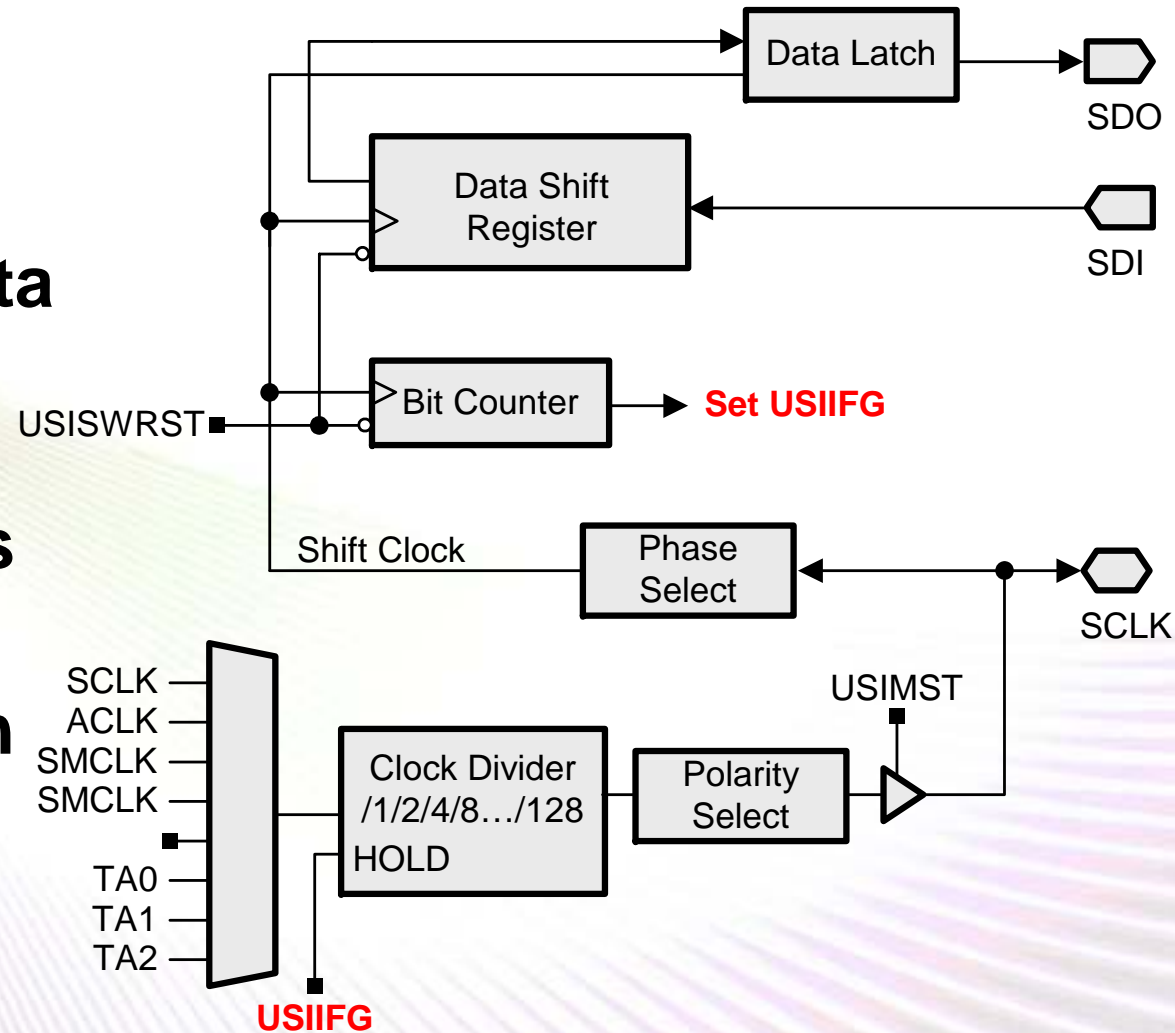 Data Latch
SDO
Data Shift
Register
SDI
ta
Bit Counter
Set USIIFG
USISWRST
s
Shift Clock
Phase
Select
SCLK
SCLK
ACLK
SMCLK
SMCLK
TA0
TA1
TA2
n
USIMST
Clock Divider
/1/2/4/8…/128
HOLD
Polarity
Select
USIIFG